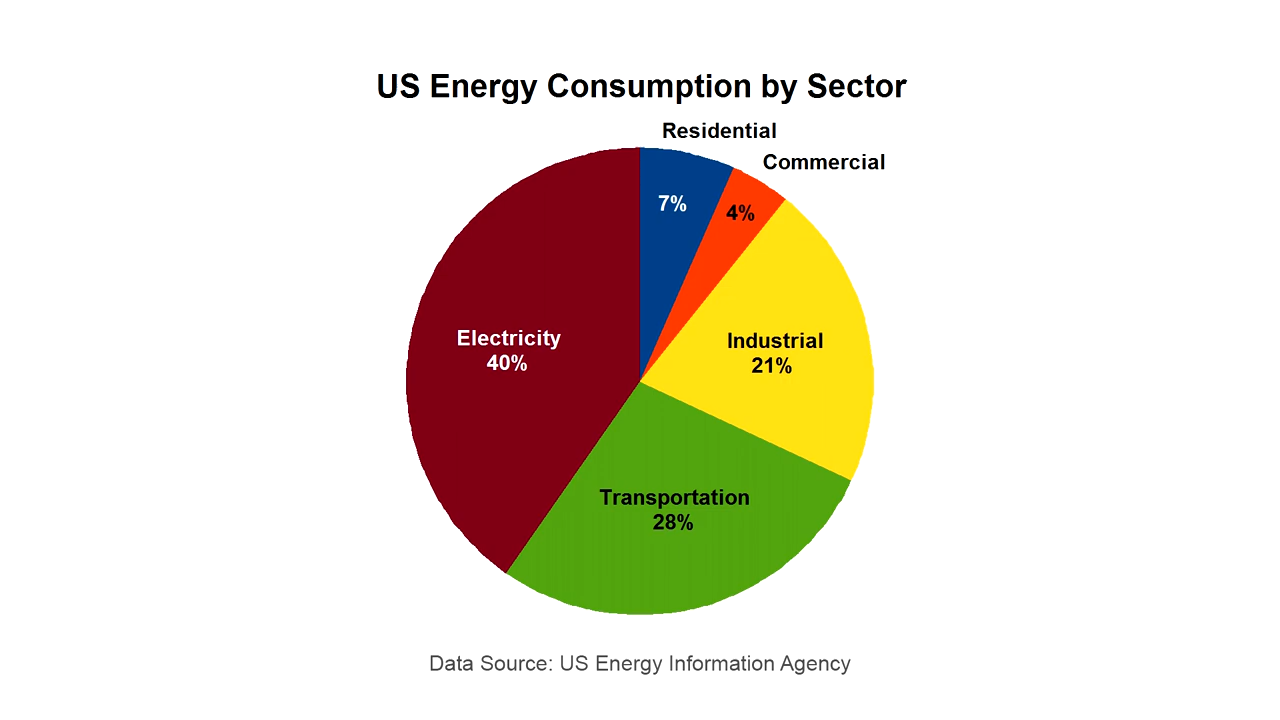 US Energy Consumption by Sector
Residential
Commercial
7%
4%
Electricity
40%
Industrial
21%
Transportation
28%
Data Source: US Energy Information Agency